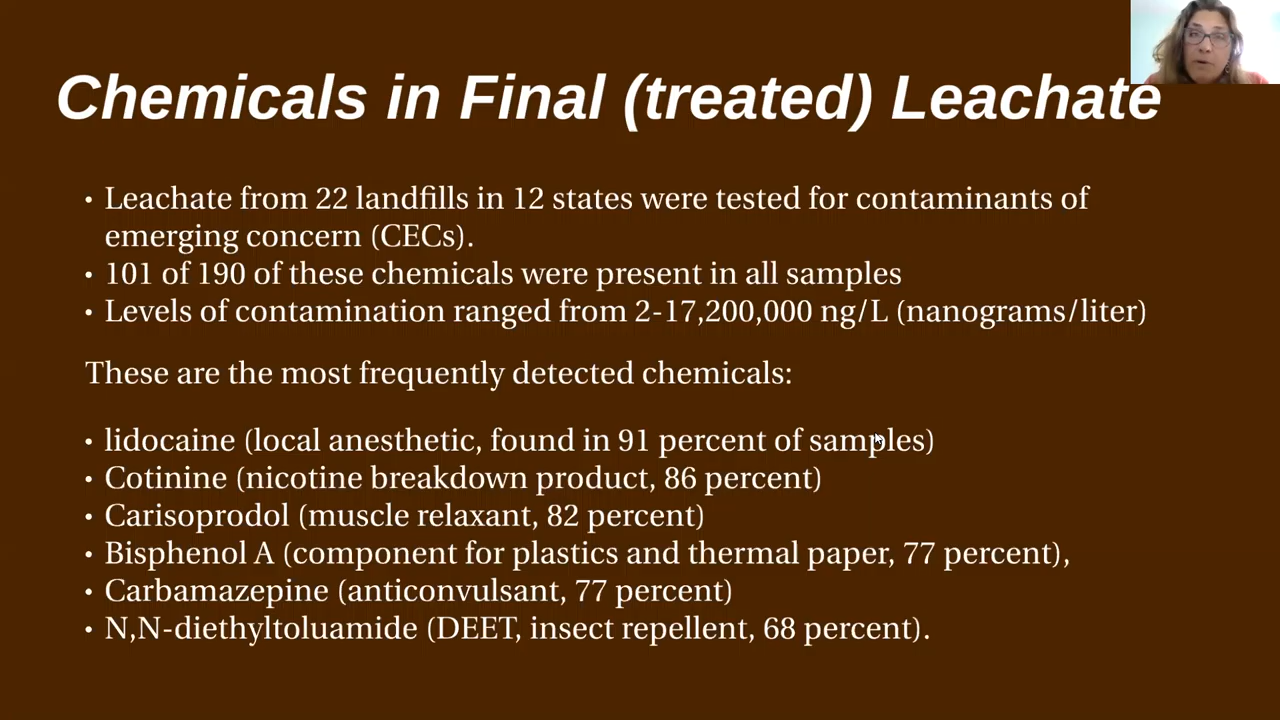 Chemicals in Final (treated) Leachate
• Leachate from 22 landfills in 12 states were tested for contaminants of
emerging concern (CECs).
• 101 of 190 of these chemicals were present in all samples
• Levels of contamination ranged from 2-17,200,000 ng/L (nanograms/liter)
These are the most frequently detected chemicals:
• lidocaine (local anesthetic, found in 91 percent of samples)
• Cotinine (nicotine breakdown product, 86 percent)
• Carisoprodol (muscle relaxant, 82 percent)
• Bisphenol A (component for plastics and thermal paper, 77 percent),
• Carbamazepine (anticonvulsant, 77 percent)
• N,N-diethyltoluamide (DEET, insect repellent, 68 percent).